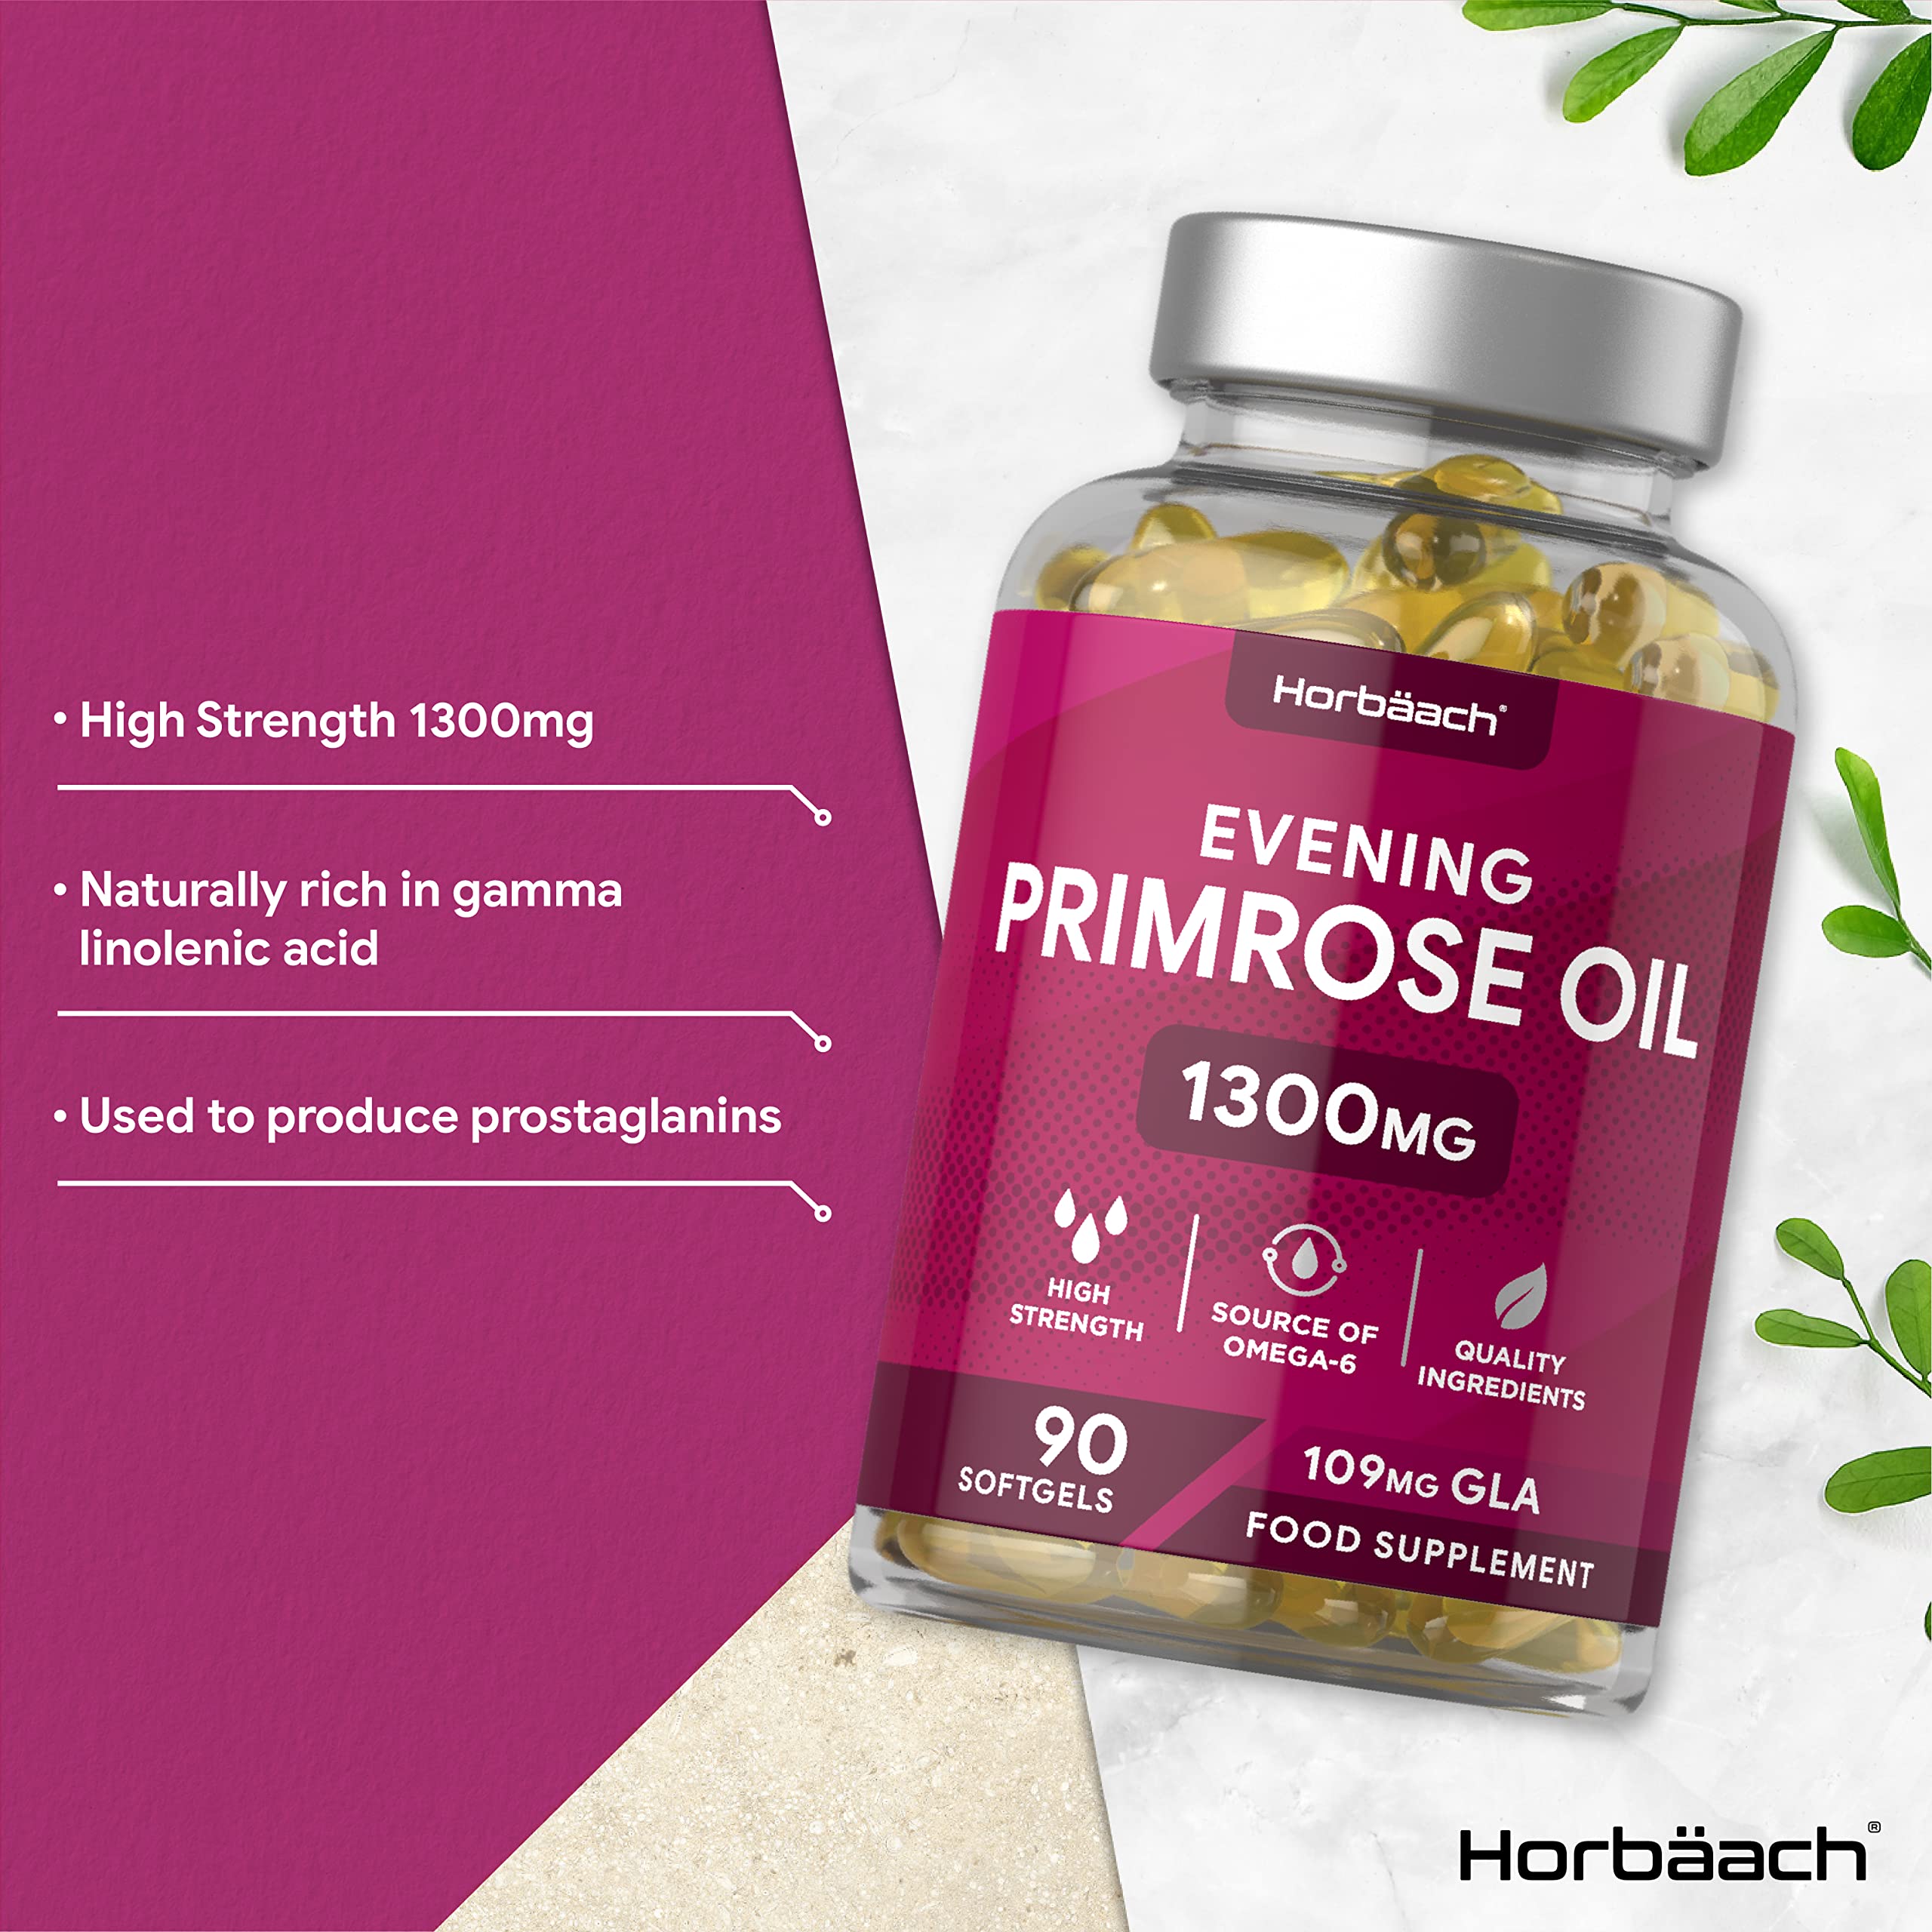 • High Strength 1300mg
• Naturally rich in gamma
linolenic acid
• Used to produce prostaglanins
Horbäach®
EVENING
PRIMROSE OIL
1300MG
HIGH
STRENGTH
SOURCE OF
OMEGA-6
QUALITY
INGREDIENTS
90
SOFTGELS
109MG GLA
FOOD SUPPLEMENT
Horbäach®